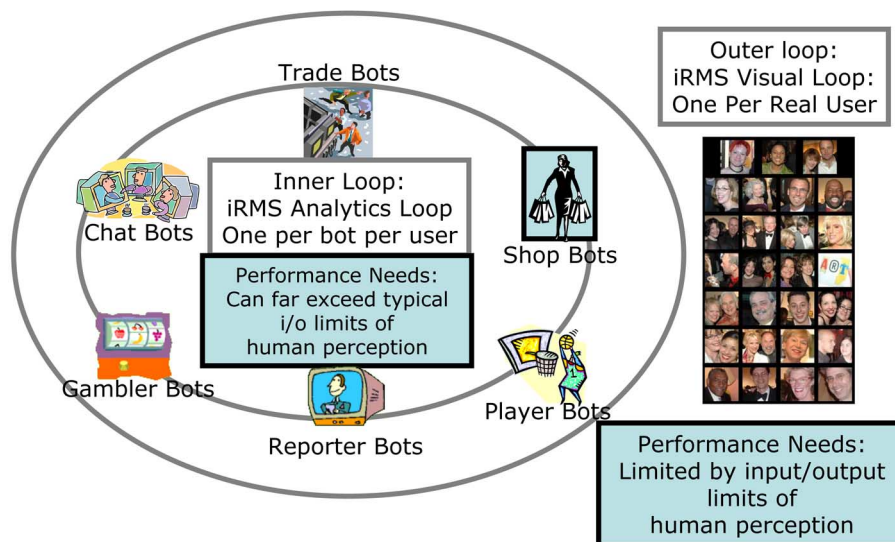 Trade Bots
Outer loop:
iRMS Visual Loop:
One Per Real User
Chat Bots
Inner Loop:
iRMS Analytics Loop
One per bot per user
Shop Bots
Performance Needs:
Can far exceed typical
i/o limits of
human perception
Gambler Bots
Reporter Bots
Player Bots
ART
1
Performance Needs:
Limited by input/output
limits of
human perception